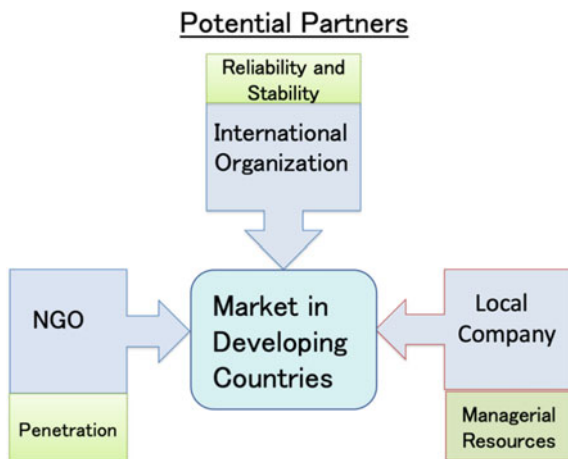 Potential Partners
Reliability and
Stability
International
Organization
NGO
Penetration
Market in
Developing
Countries
Local
Company
Managerial
Resources